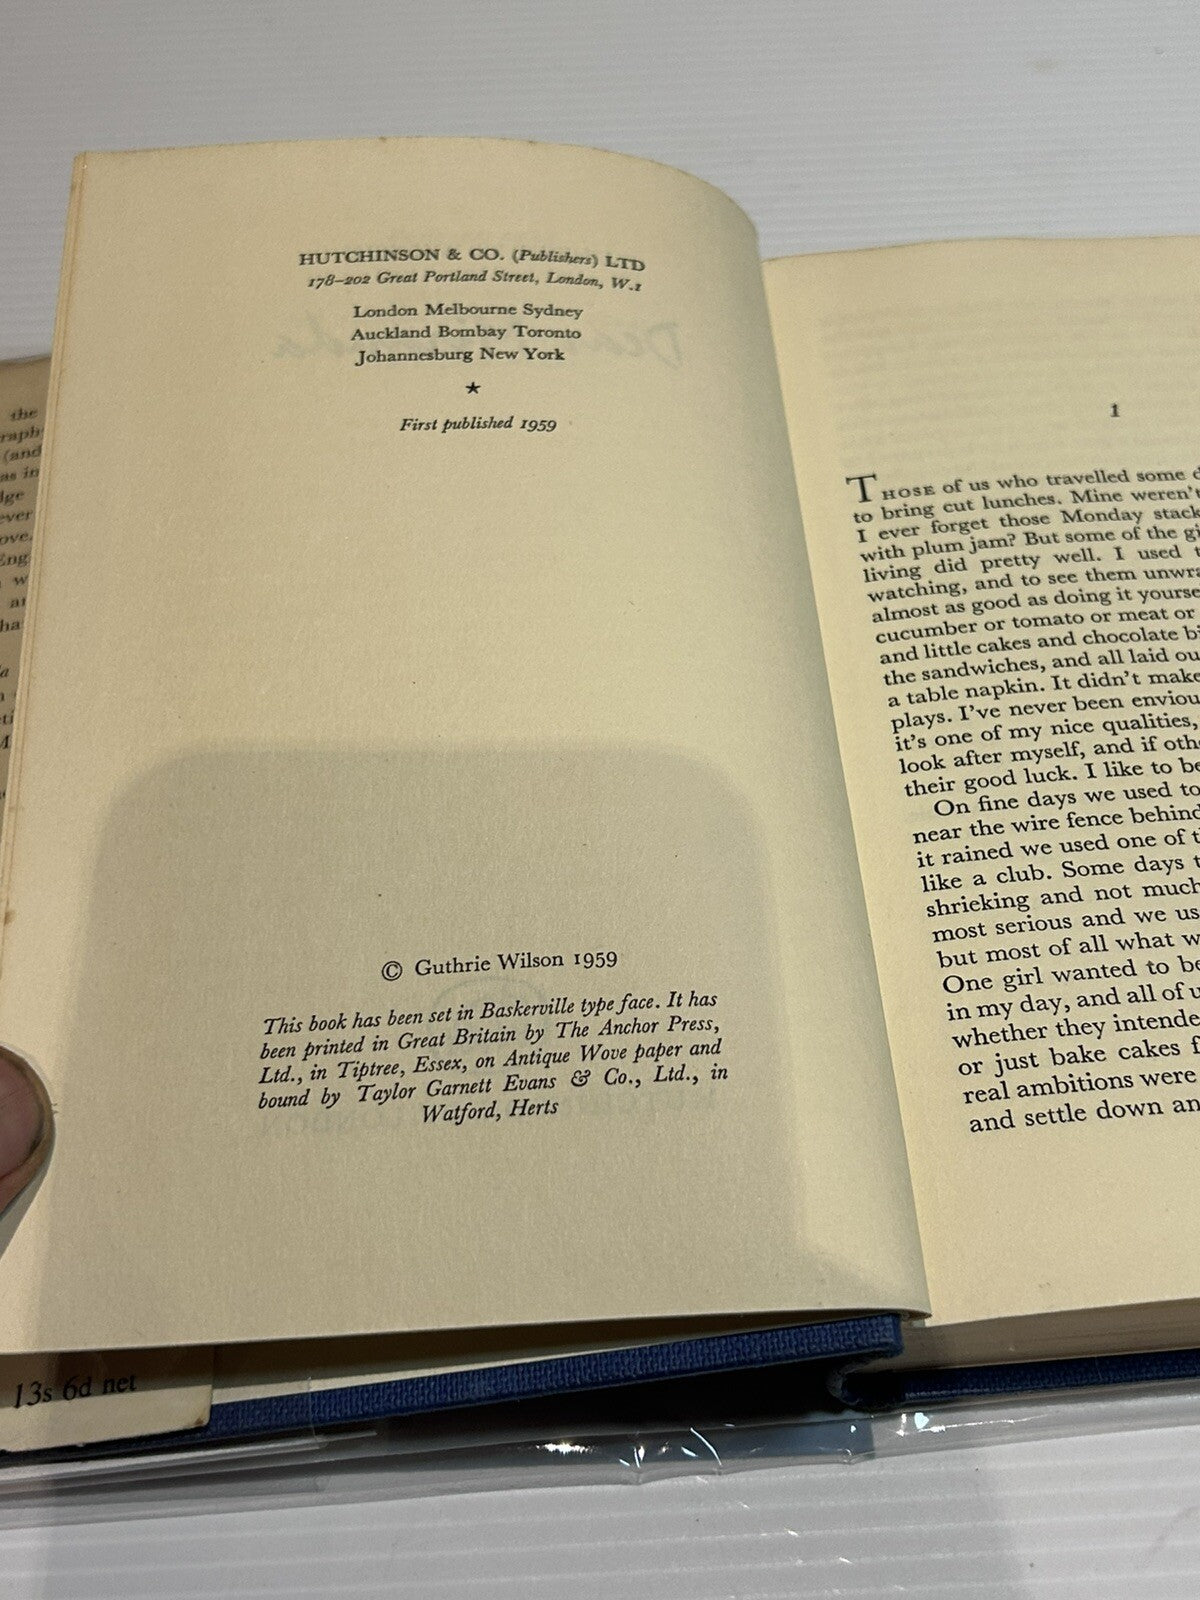 HUTCHINSON & CO. (Publishers) LTD
178–202 Great Portland Street, London, W.1
London Melbourne Sydney
Auckland Bombay Toronto
Johannesburg New York
★
First published 1959
© Guthrie Wilson 1959
This book has been set in Baskerville type face. It has
been printed in Great Britain by The Anchor Press,
Ltd., in Tiptree, Essex, on Antique Wove paper and
bound by Taylor Garnett Evans & Co., Ltd., in
Watford, Herts
13s 6d net
the
(and
as in
1
THOSE of us who travelled some
to bring cut lunches. Mine weren't
I ever forget those Monday
with plum jam? But some of the
living did pretty well. I used
watching, and to see them
almost as good as doing it
cucumber or tomato or meat or
and little cakes and chocolate
the sandwiches, and all laid
a table napkin. It didn't make
plays. I've never been
it's one of my nice qualities,
look after myself, and if
their good luck. I like to
On fine days we used to
near the wire fence behind
it rained we used one of
like a club. Some days
shrieking and not much
most serious and we
but most of all what
One girl wanted to be
in my day, and all of
whether they
or just bake cakes
real ambitions were
and settle down